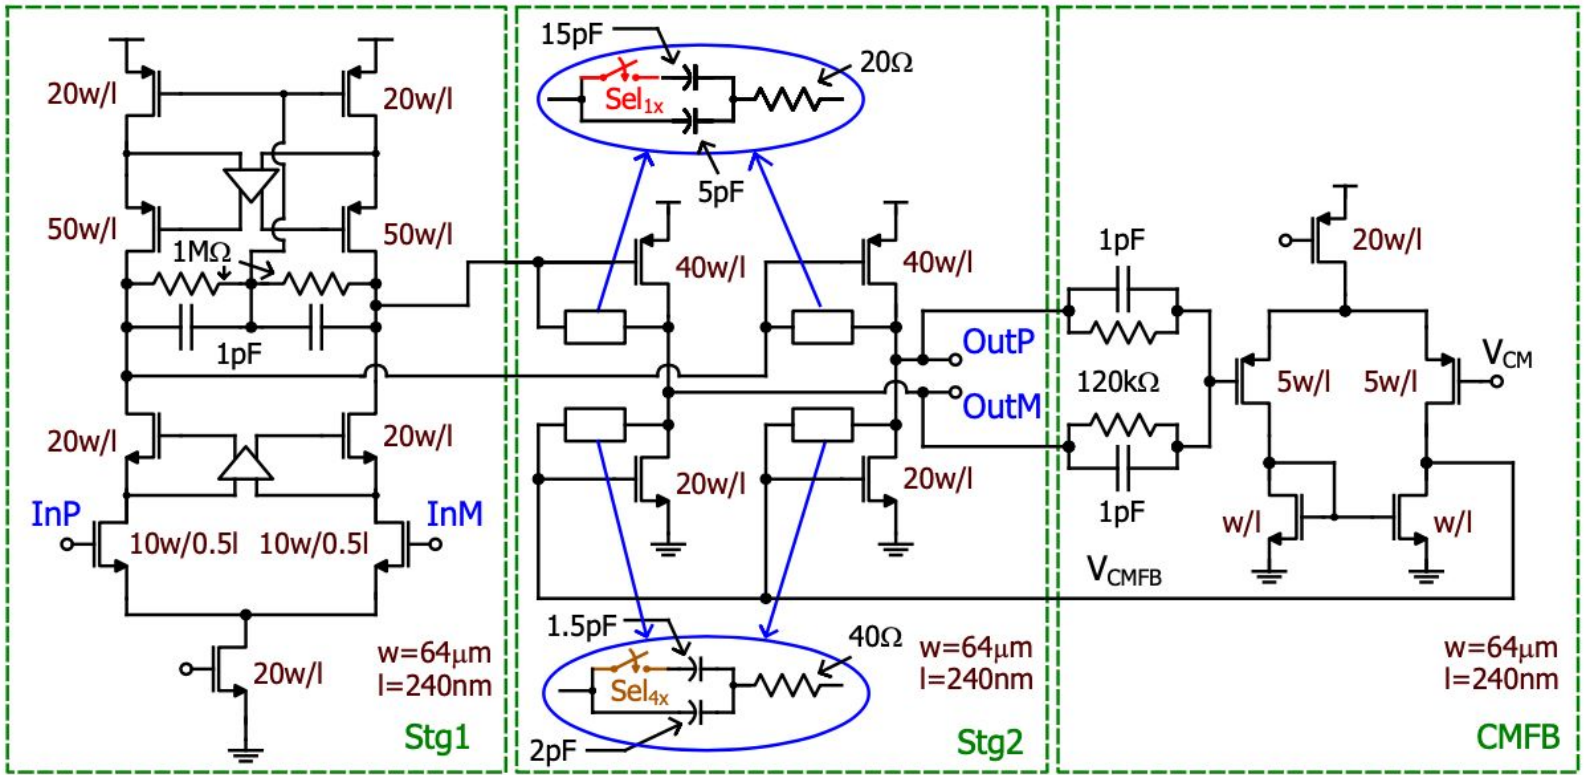 20w/l
20w/l
50w/l
50w/l
1MΩ
1pF
20w/l
20w/l
InP
InM
10w/0.5l
10w/0.5l
20w/l
w=64μm
l=240nm
Stg1
15pF
20Ω
Sel1x
5pF
40w/l
40w/l
OutP
OutM
20w/l
20w/l
1.5pF
40Ω
Sel4x
2pF
w=64μm
l=240nm
Stg2
1pF
20w/l
120kΩ
5w/l
5w/l
VCM
1pF
w/l
w/l
VCMFB
w=64μm
l=240nm
CMFB